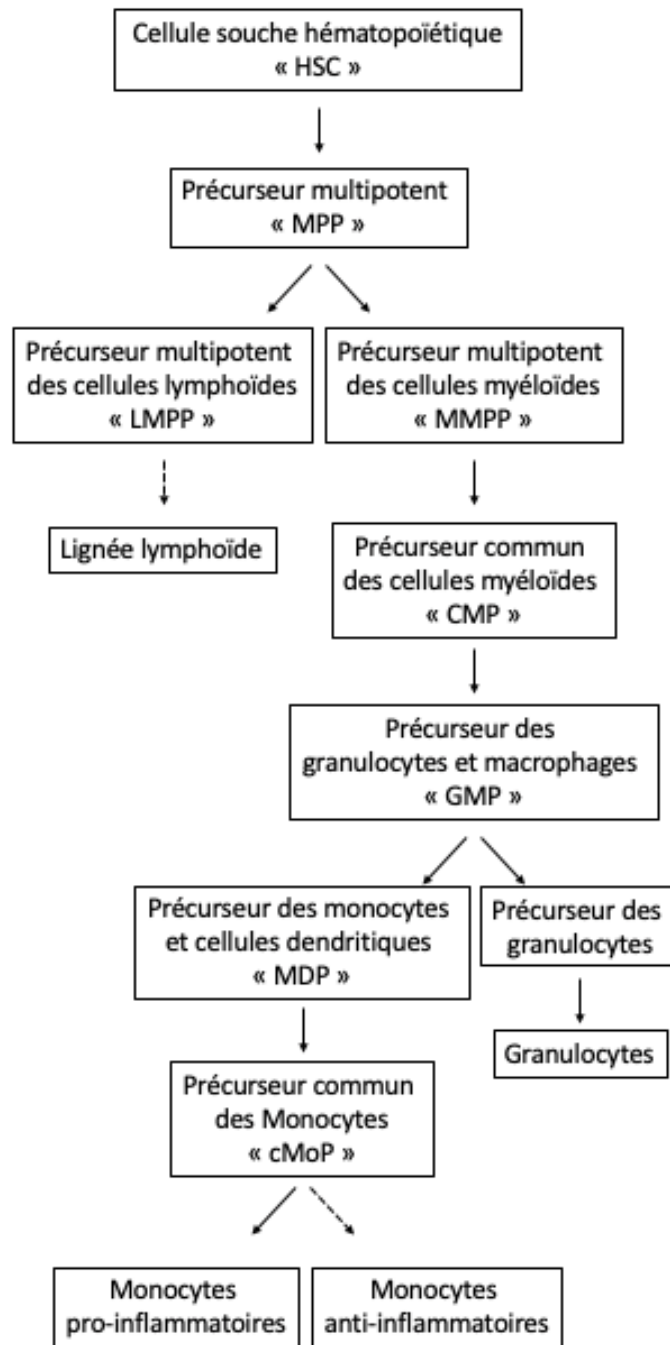 Cellule souche hématopoïétique
« HSC »
Précurseur multipotent
« MPP »
Précurseur multipotent
des cellules lymphoïdes
« LMPP »
Précurseur multipotent
des cellules myéloïdes
« MMPP »
Lignée lymphoïde
Précurseur commun
des cellules myéloïdes
« CMP »
Précurseur des
granulocytes et macrophages
« GMP »
Précurseur des monocytes
et cellules dendritiques
« MDP »
Précurseur des
granulocytes
Granulocytes
Précurseur commun
des Monocytes
« cMoP »
Monocytes
pro-inflammatoires
Monocytes
anti-inflammatoires